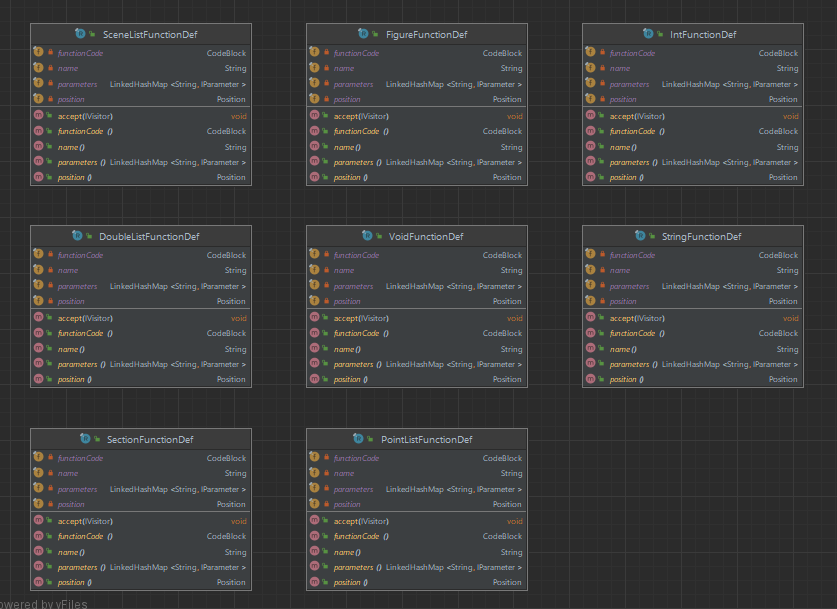 SceneListFunctionDef
functionCode CodeBlock
name String
parameters LinkedHashMap <String, IParameter >
position Position
accept(IVisitor) void
functionCode () CodeBlock
name () String
parameters () LinkedHashMap <String, IParameter >
position () Position
FigureFunctionDef
functionCode CodeBlock
name String
parameters LinkedHashMap <String, IParameter >
position Position
accept(IVisitor) void
functionCode () CodeBlock
name () String
parameters () LinkedHashMap <String, IParameter >
position () Position
IntFunctionDef
functionCode CodeBlock
name String
parameters LinkedHashMap <String, IParameter >
position Position
accept(IVisitor) void
functionCode () CodeBlock
name () String
parameters () LinkedHashMap <String, IParameter >
position () Position
DoubleListFunctionDef
functionCode CodeBlock
name String
parameters LinkedHashMap <String, IParameter >
position Position
accept(IVisitor) void
functionCode () CodeBlock
name () String
parameters () LinkedHashMap <String, IParameter >
position () Position
VoidFunctionDef
functionCode CodeBlock
name String
parameters LinkedHashMap <String, IParameter >
position Position
accept(IVisitor) void
functionCode () CodeBlock
name () String
parameters () LinkedHashMap <String, IParameter >
position () Position
StringFunctionDef
functionCode CodeBlock
name String
parameters LinkedHashMap <String, IParameter >
position Position
accept(IVisitor) void
functionCode () CodeBlock
name () String
parameters () LinkedHashMap <String, IParameter >
position () Position
SectionFunctionDef
functionCode CodeBlock
name String
parameters LinkedHashMap <String, IParameter >
position Position
accept(IVisitor) void
functionCode () CodeBlock
name () String
parameters () LinkedHashMap <String, IParameter >
position () Position
PointListFunctionDef
functionCode CodeBlock
name String
parameters LinkedHashMap <String, IParameter >
position Position
accept(IVisitor) void
functionCode () CodeBlock
name () String
parameters () LinkedHashMap <String, IParameter >
position () Position
owered by yFiles